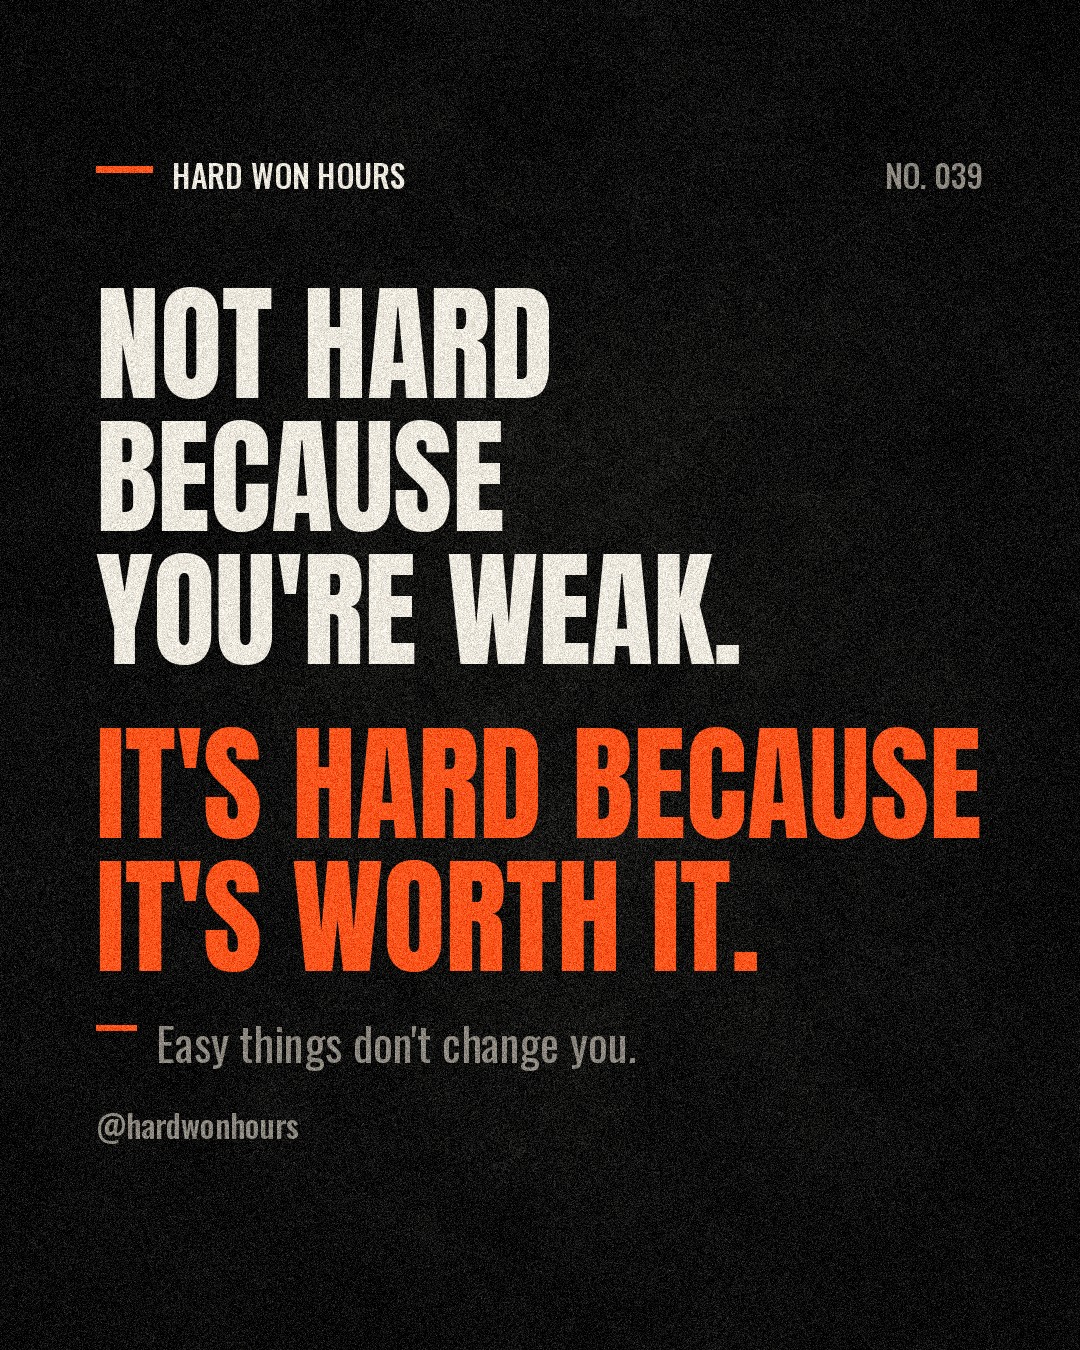 HARD WON HOURS
NO. 039
NOT HARD
BECAUSE
YOU'RE WEAK.
IT'S HARD BECAUSE
IT'S WORTH IT.
Easy things don't change you.
@hardwonhours